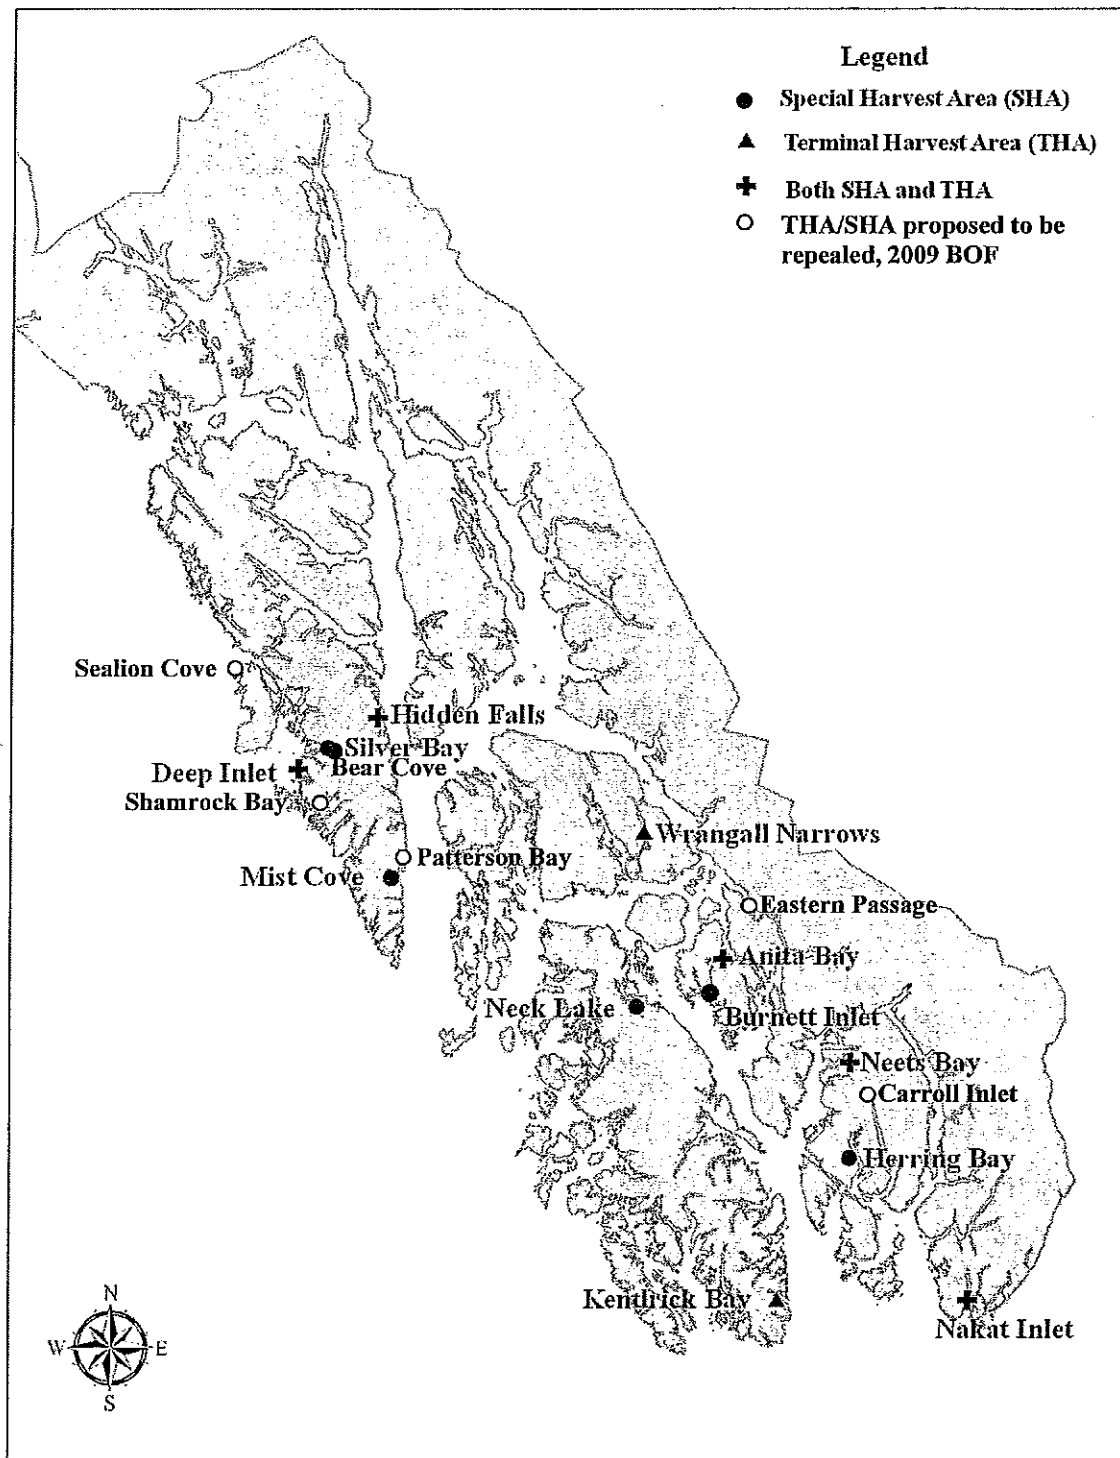 Legend
Special Harvest Area (SHA)
Terminal Harvest Area (THA)
Both SHA and THA
THA/SHA proposed to be
repealed, 2009 BOF
Sealion Cove
Hidden Falls
Silver Bay
Bear Cove
Deep Inlet
Shamrock Bay
Wrangall Narrows
Patterson Bay
Mist Cove
Eastern Passage
Anita Bay
Neck Lake
Burnett Inlet
Neets Bay
Carroll Inlet
Herring Bay
Kendrick Bay
Nakat Inlet
N
W E
S